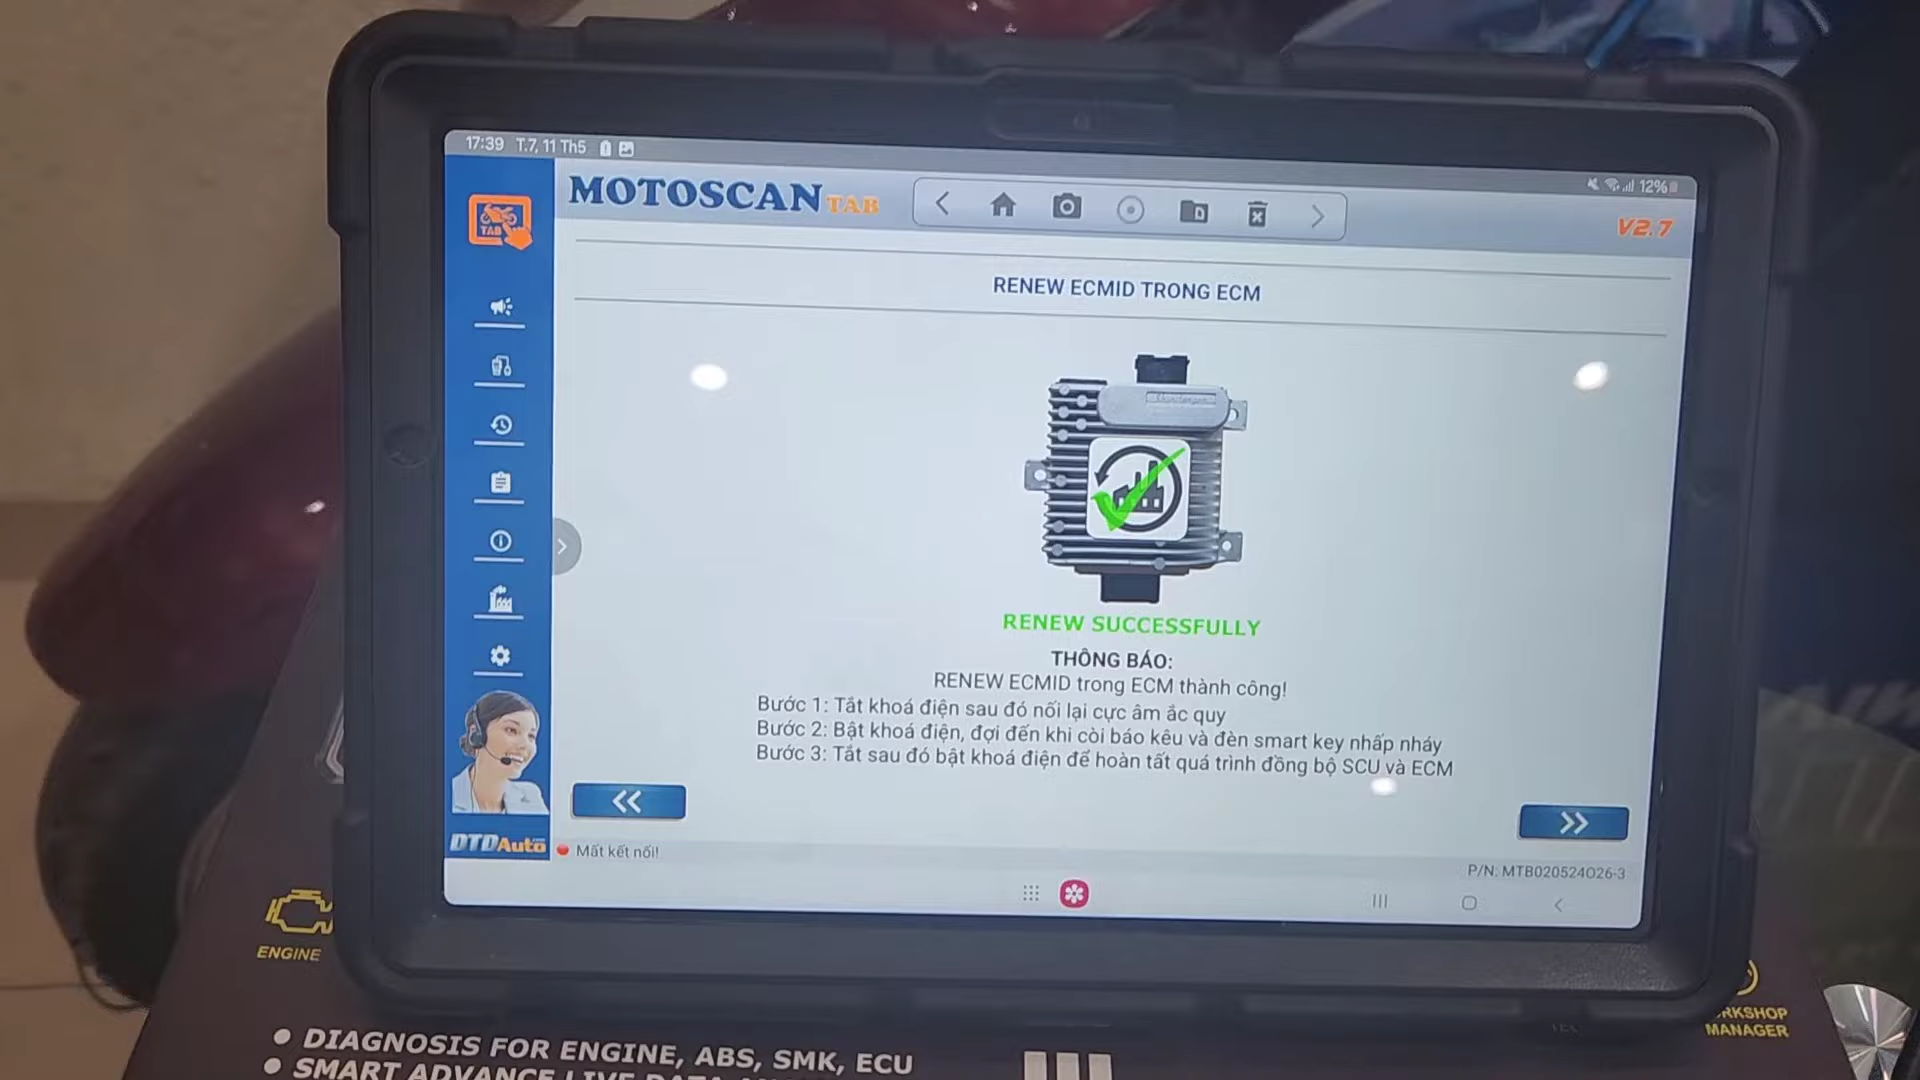 17:39 T.7, 11 Th5
12%
MOTOSCAN TAB
V2.7
TAB
RENEW ECMID TRONG ECM
RENEW SUCCESSFULLY
THÔNG BÁO:
RENEW ECMID trong ECM thành công!
Bước 1: Tắt khoá điện sau đó nối lại cực âm ắc quy
Bước 2: Bật khoá điện, đợi đến khi còi báo kêu và đèn smart key nhấp nháy
Bước 3: Tắt sau đó bật khoá điện để hoàn tất quá trình đồng bộ SCU và ECM
DTDAuto
Mất kết nối!
P/N: MTB020524O26-3
ENGINE
RKSHOP
MANAGER
● DIAGNOSIS FOR ENGINE, ABS, SMK, ECU
● SMART ADVANCE LIVE DATA